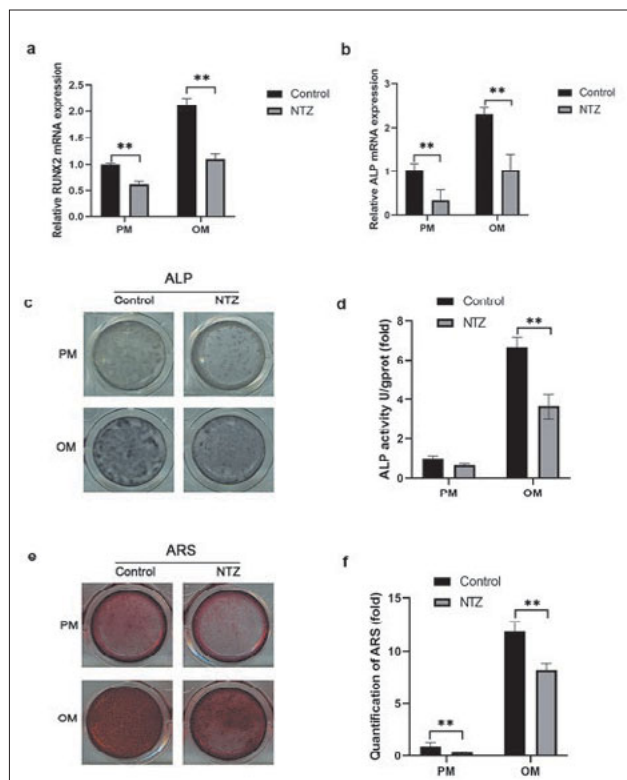 a
Relative RUNX2 mRNA expression
2.5
2.0
1.5
1.0
0.5
0.0
**
**
PM
OM
Control
NTZ
b
Relative ALP mRNA expression
3
2
1
0
**
**
PM
OM
Control
NTZ
c
ALP
Control NTZ
PM
OM
d
Control
NTZ
ALP activity U/gprot (fold)
8
6
4
2
0
**
PM
OM
e
ARS
Control NTZ
PM
OM
f
Control
NTZ
Quantification of ARS (fold)
15
10
5
0
**
**
PM
OM